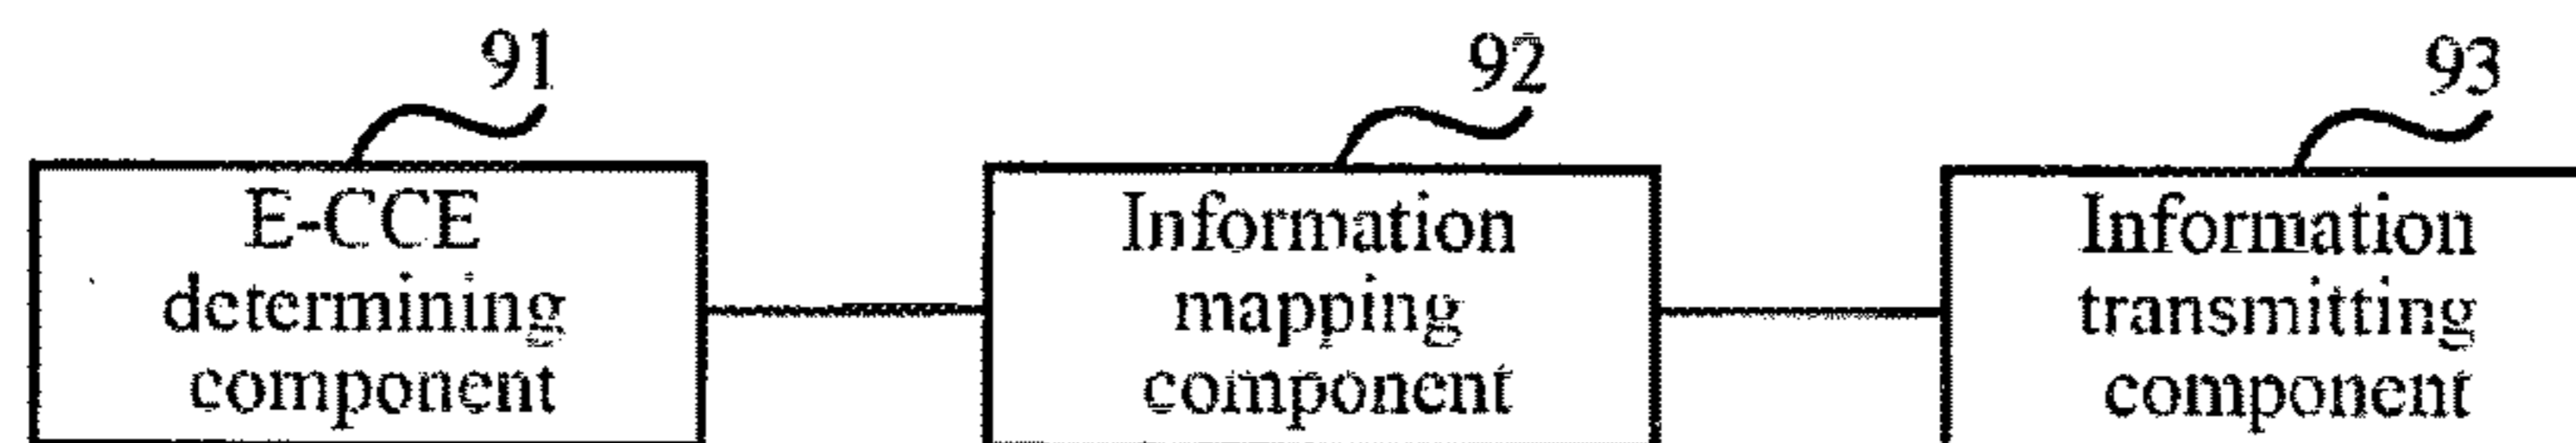 91
92
93
E-CCE
determining
component
Information
mapping
component
Information
transmitting
component